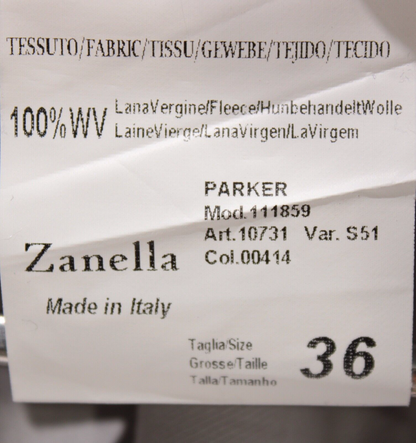 TESSUTO/FABRIC/TISSU/GEWEBE/TEJIDO/TECIDO
100%WV LanaVergine/Fleece/HunbehandeltWolle
LaineVierge/LanaVirgen/LaVirgem
PARKER
Mod.111859
Art.10731 Var. S51
Col.00414
Zanella
Made in Italy
Taglia/Size
Grosse/Taille
Talla/Tamanho
36